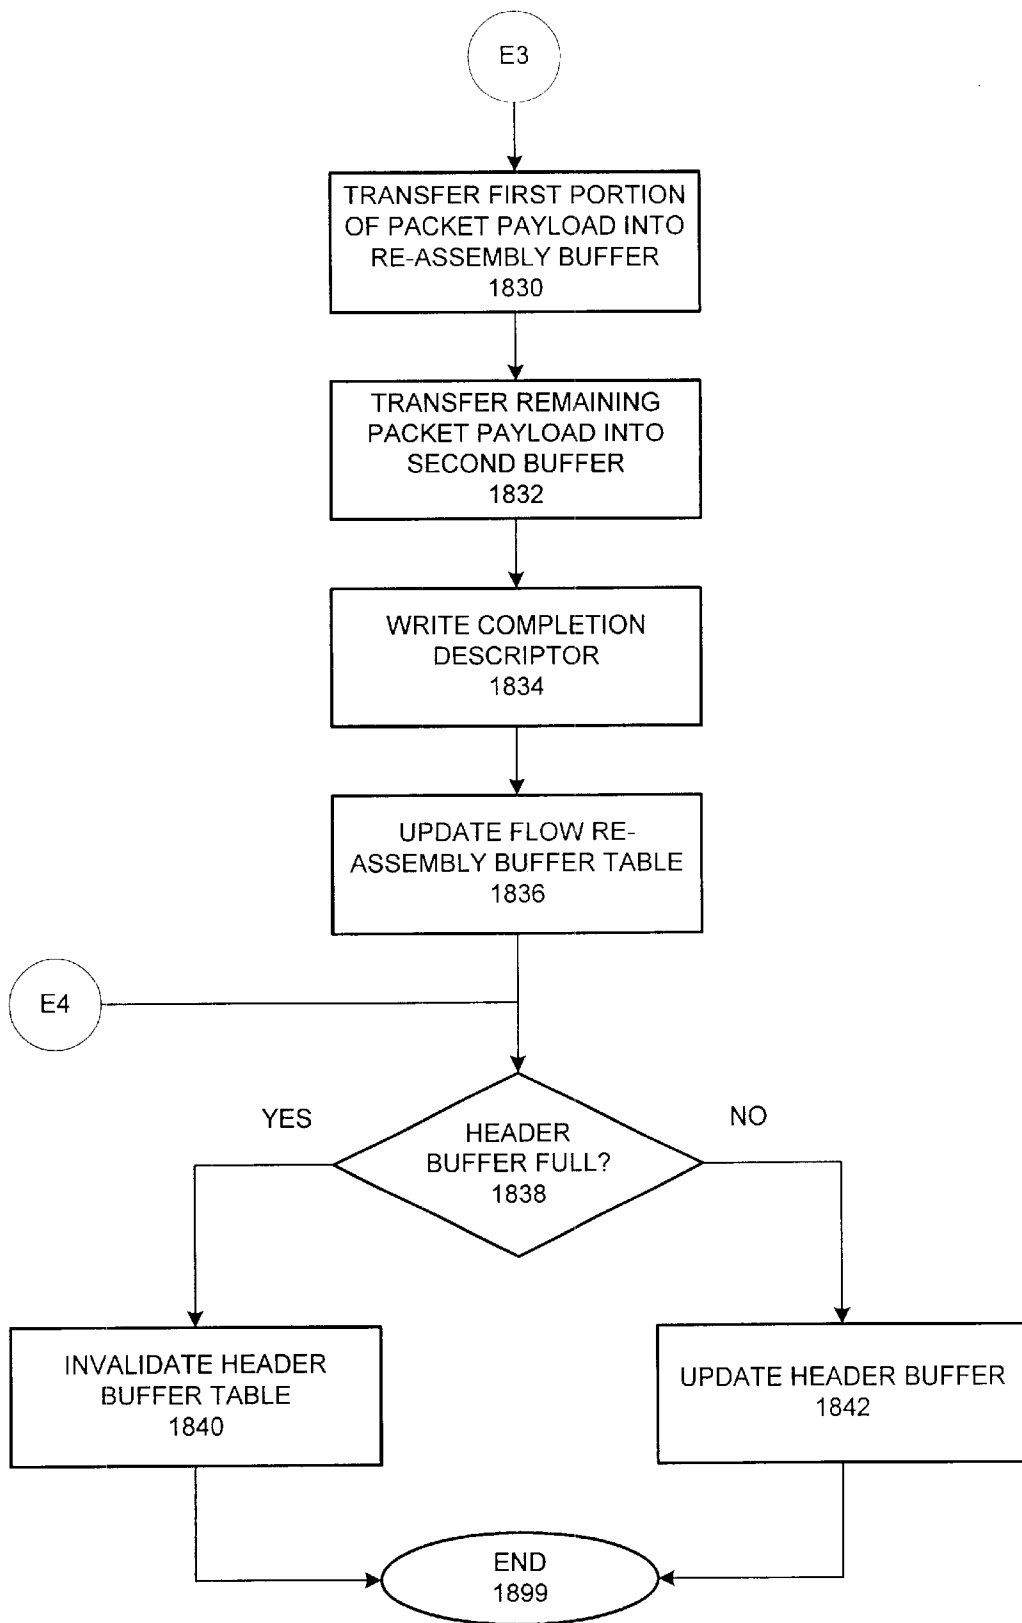 E3
TRANSFER FIRST PORTION
OF PACKET PAYLOAD INTO
RE-ASSEMBLY BUFFER
1830
TRANSFER REMAINING
PACKET PAYLOAD INTO
SECOND BUFFER
1832
WRITE COMPLETION
DESCRIPTOR
1834
UPDATE FLOW RE-
ASSEMBLY BUFFER TABLE
1836
E4
YES
NO
HEADER
BUFFER FULL?
1838
INVALIDATE HEADER
BUFFER TABLE
1840
UPDATE HEADER BUFFER
1842
END
1899